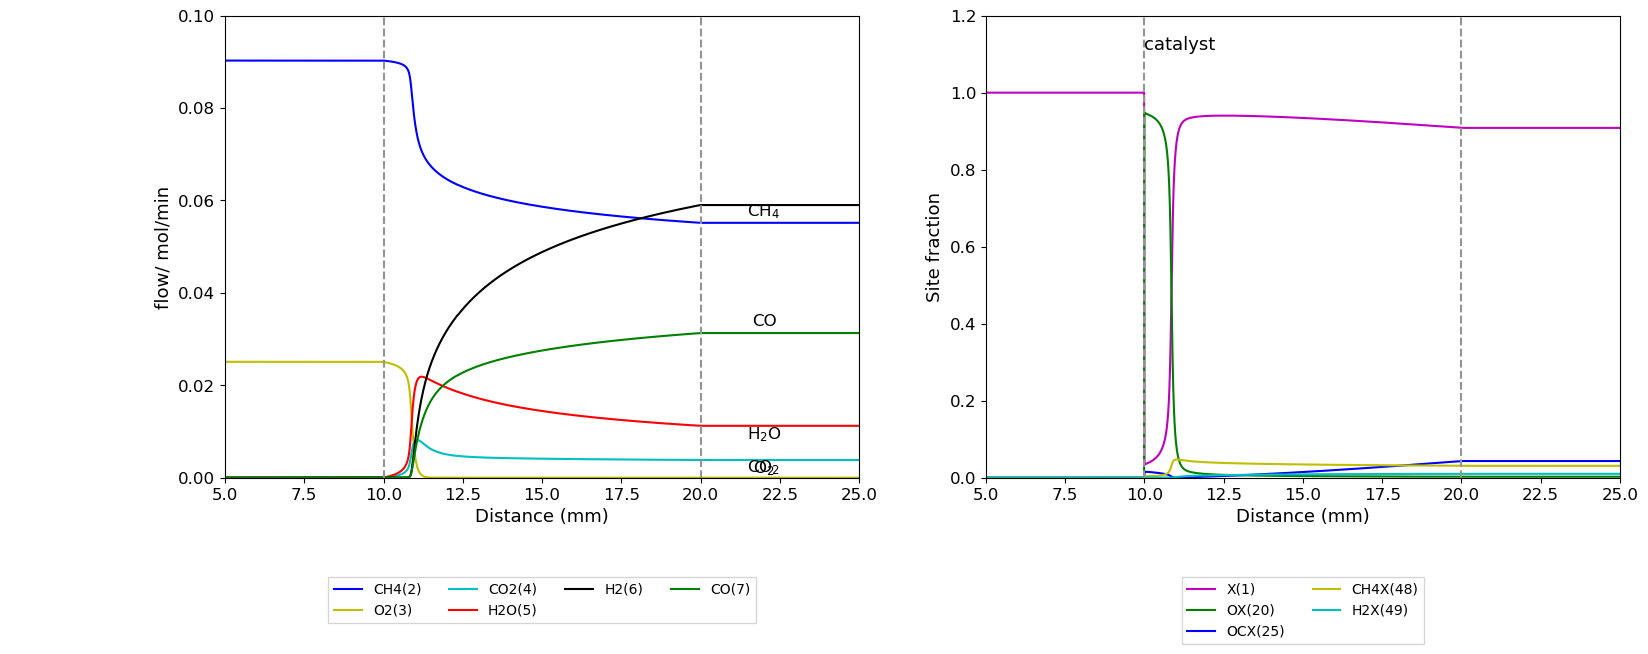 0.10
0.08
0.06
0.04
0.02
0.00
flow/ mol/min
CH₄
CO
H₂O
CO₂
O₂
5.0 7.5 10.0 12.5 15.0 17.5 20.0 22.5 25.0
Distance (mm)
CH4(2) CO2(4) H2(6) CO(7)
O2(3) H2O(5)
1.2
1.0
0.8
0.6
0.4
0.2
0.0
Site fraction
catalyst
5.0 7.5 10.0 12.5 15.0 17.5 20.0 22.5 25.0
Distance (mm)
X(1) CH4X(48)
OX(20) H2X(49)
OCX(25)